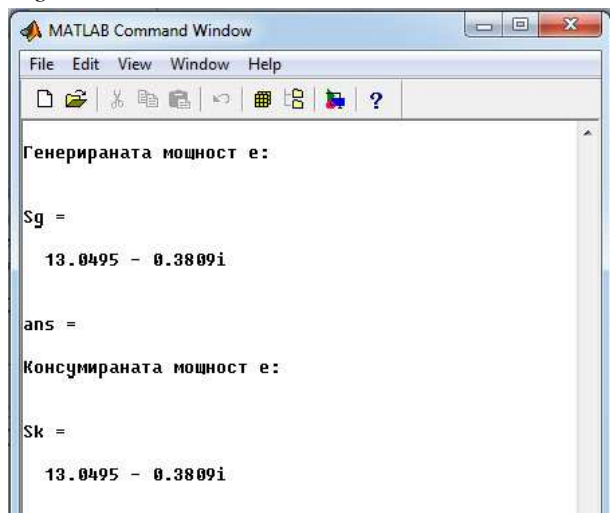 MATLAB Command Window
File Edit View Window Help
?
Генерираната мощност е:
Sg =
13.0495 - 0.3809i
ans =
Консумираната мощност е:
Sk =
13.0495 - 0.3809i